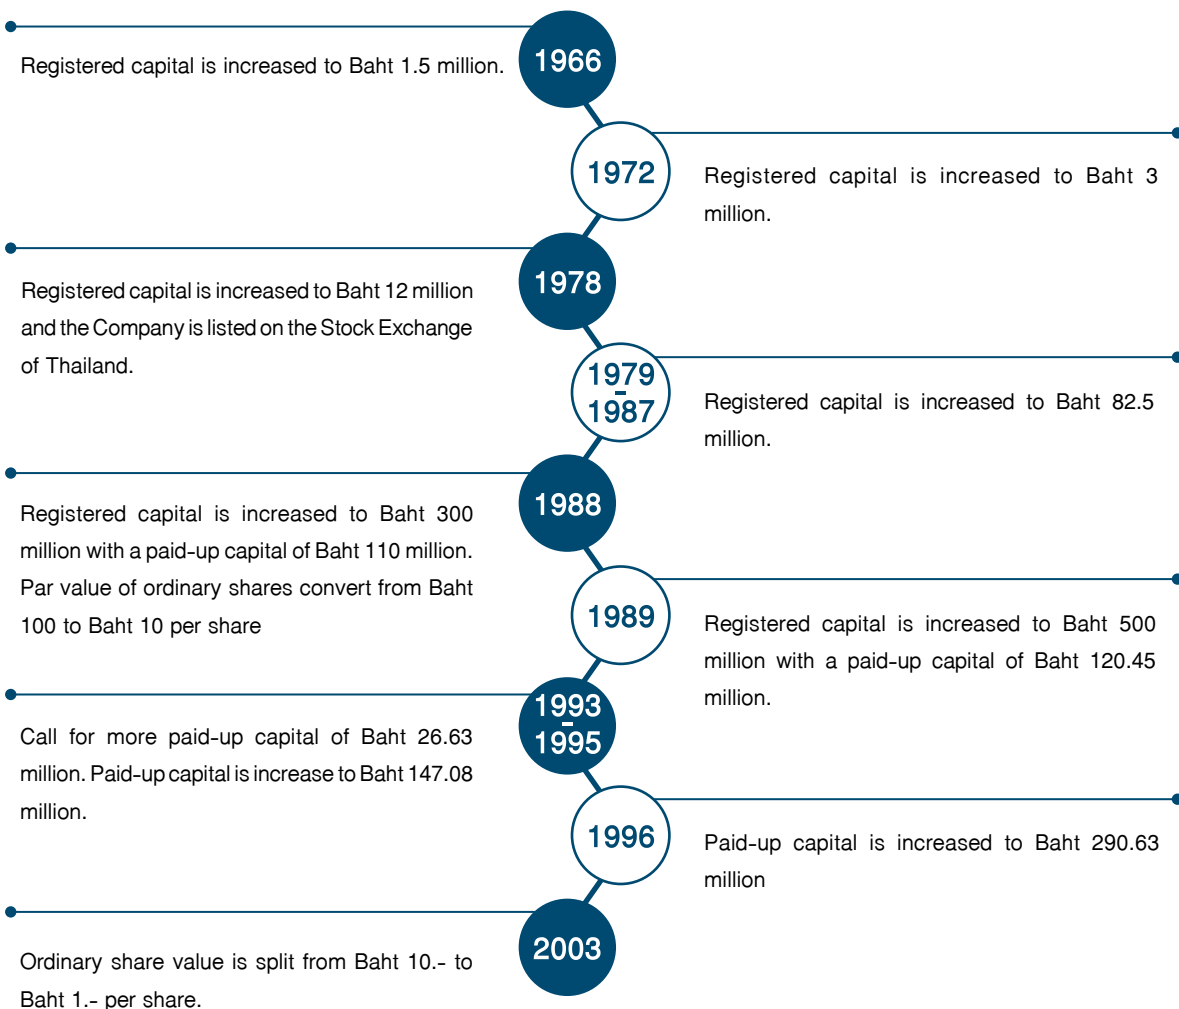 1966
Registered capital is increased to Baht 1.5 million.
1972
Registered capital is increased to Baht 3
million.
1978
Registered capital is increased to Baht 12 million
and the Company is listed on the Stock Exchange
of Thailand.
1979
-
1987
Registered capital is increased to Baht 82.5
million.
1988
Registered capital is increased to Baht 300
million with a paid-up capital of Baht 110 million.
Par value of ordinary shares convert from Baht
100 to Baht 10 per share
1989
Registered capital is increased to Baht 500
million with a paid-up capital of Baht 120.45
million.
1993
-
1995
Call for more paid-up capital of Baht 26.63
million. Paid-up capital is increase to Baht 147.08
million.
1996
Paid-up capital is increased to Baht 290.63
million
2003
Ordinary share value is split from Baht 10.- to
Baht 1.- per share.